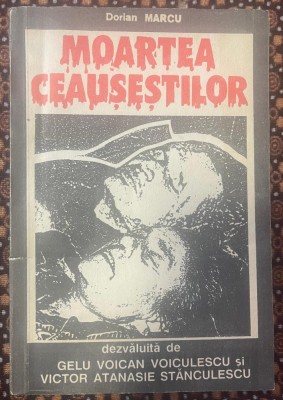 Dorian MARCU
MOARTEA
CEAUȘEȘTILOR
dezvăluită de
GELU VOICAN VOICULESCU și
VICTOR ATANASIE STĂNCULESCU